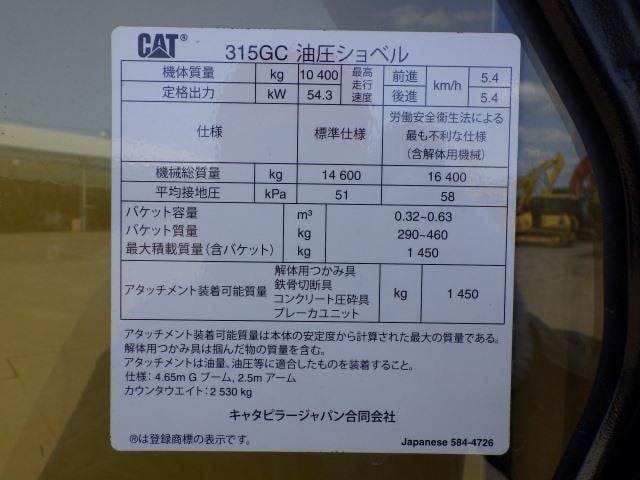 CAT 315GC 油圧ショベル
機体質量 kg 10 400 最高走行速度 前進 km/h 5.4
定格出力 kW 54.3 後進 5.4
仕様 標準仕様 労働安全衛生法による最も不利な仕様(含解体用機械)
機械総質量 kg 14 600 16 400
平均接地圧 kPa 51 58
バケット容量 m³ 0.32~0.63
バケット質量 kg 290~460
最大積載質量(含バケット) kg 1 450
アタッチメント装着可能質量 解体用つかみ具 鉄骨切断具 コンクリート圧砕具 ブレーカユニット kg 1 450
アタッチメント装着可能質量は本体の安定度から計算された最大の質量である。
解体用つかみ具は掴んだ物の質量を含む。
アタッチメントは油量、油圧等に適合したものを装着すること。
仕様:4.65m G ブーム, 2.5m アーム
カウンタウエイト:2 530 kg
キャタピラージャパン合同会社
®は登録商標の表示です。 Japanese 584-4726